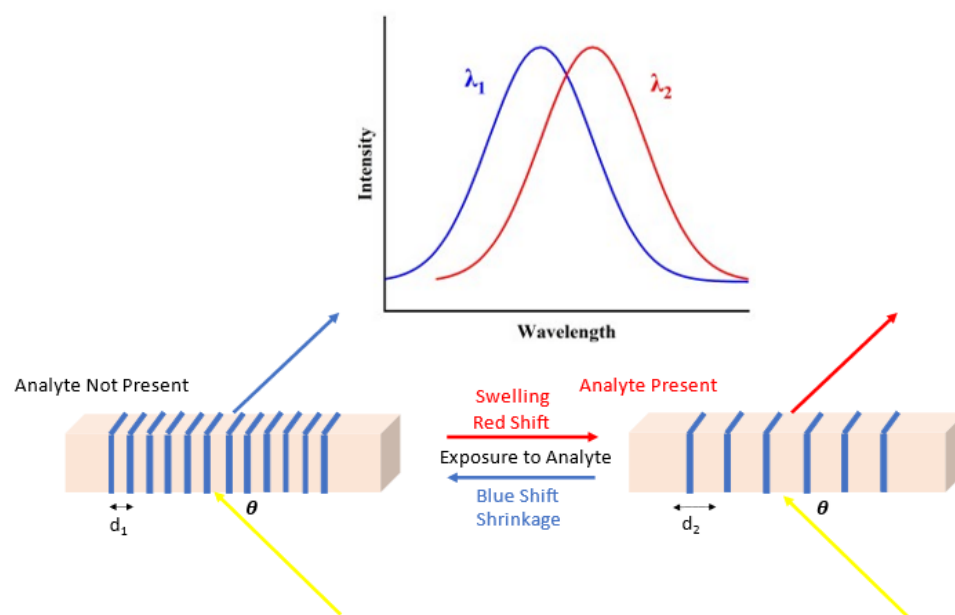 λ₁
λ₂
Intensity
Wavelength
Analyte Not Present
Swelling
Red Shift
Exposure to Analyte
Blue Shift
Shrinkage
Analyte Present
d₁
θ
d₂
θ